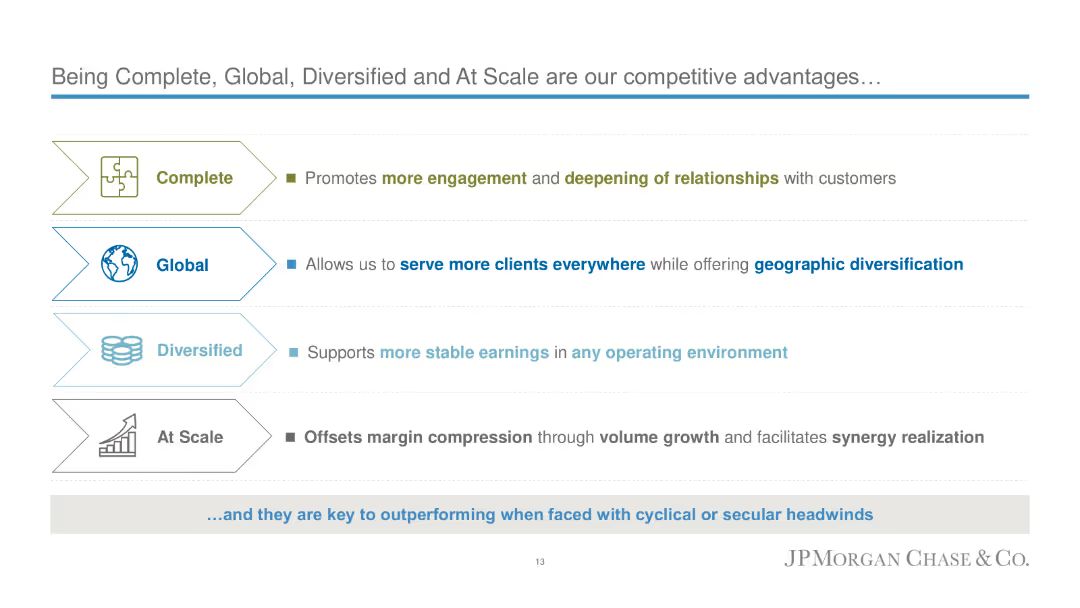 Being Complete, Global, Diversified and At Scale are our competitive advantages…
Complete
■ Promotes more engagement and deepening of relationships with customers
Global
■ Allows us to serve more clients everywhere while offering geographic diversification
Diversified
■ Supports more stable earnings in any operating environment
At Scale
■ Offsets margin compression through volume growth and facilitates synergy realization
…and they are key to outperforming when faced with cyclical or secular headwinds
13
JPMORGAN CHASE & CO.